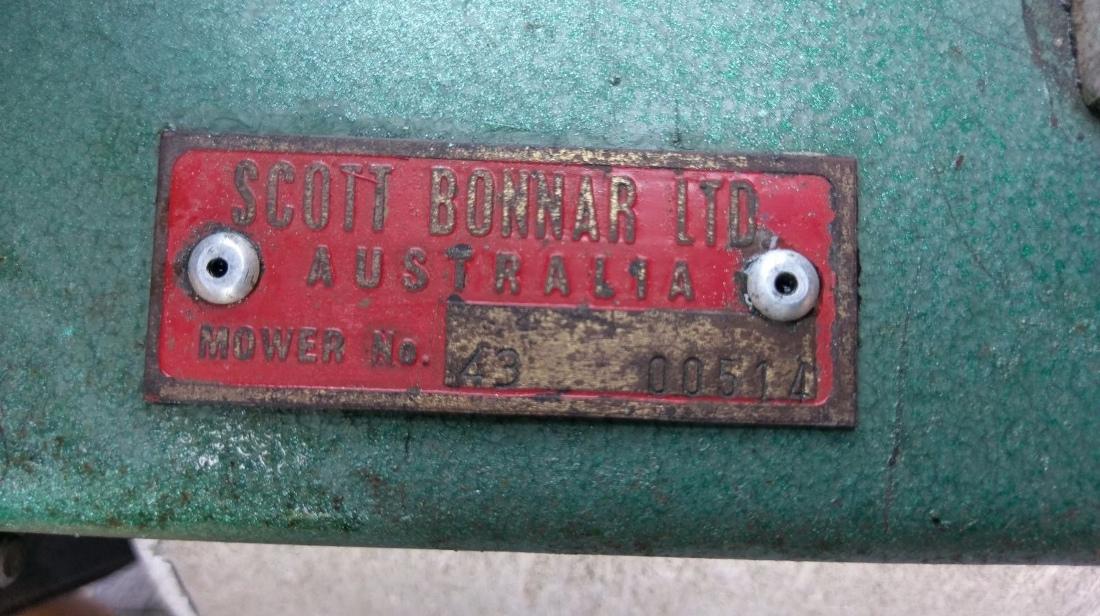 SCOTT BONNAR LTD.
AUSTRALIA
MOWER No. 43 00514